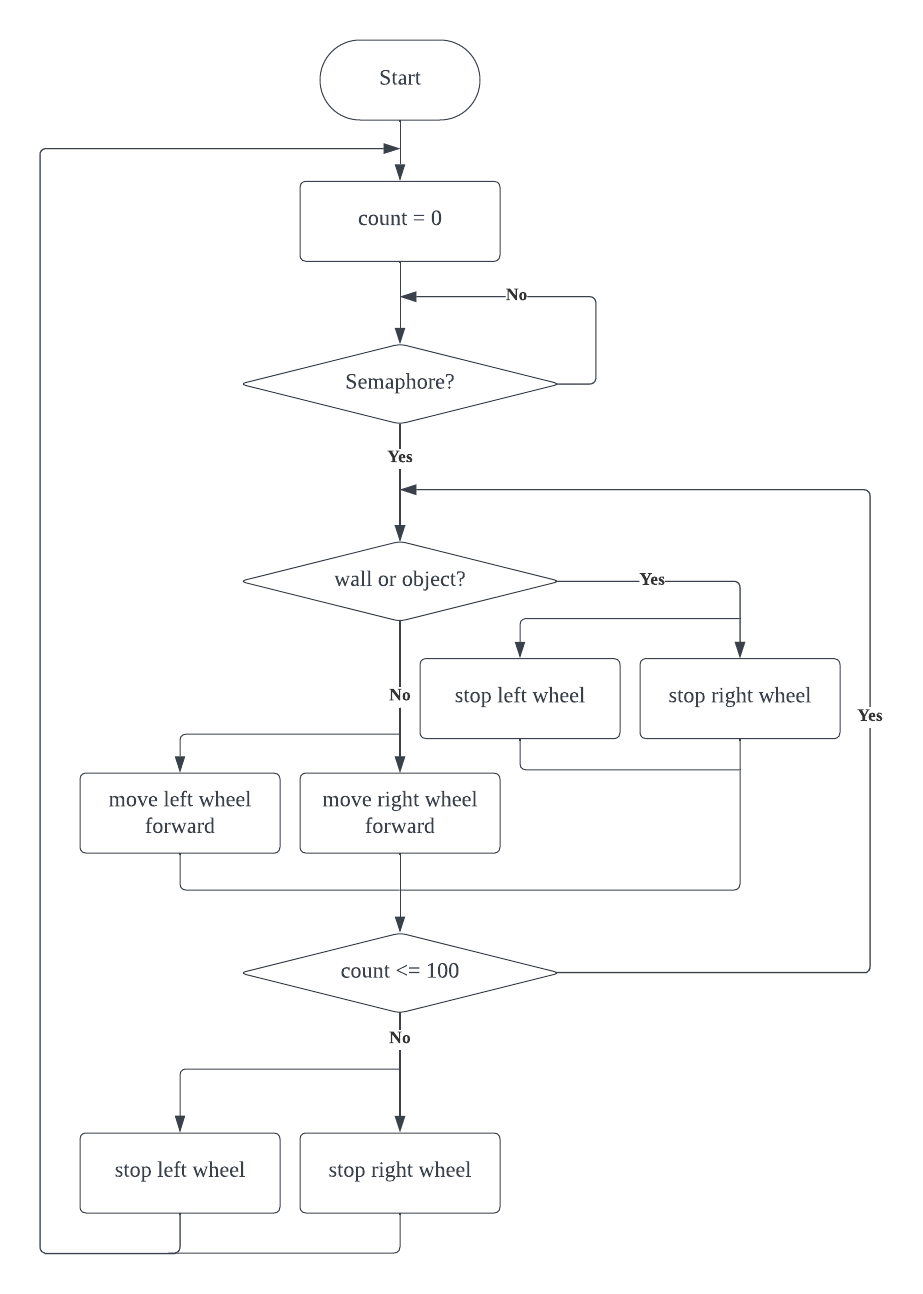 Start
count = 0
No
Semaphore?
Yes
wall or object?
Yes
stop left wheel
stop right wheel
No
Yes
move left wheel
forward
move right wheel
forward
count <= 100
No
stop left wheel
stop right wheel